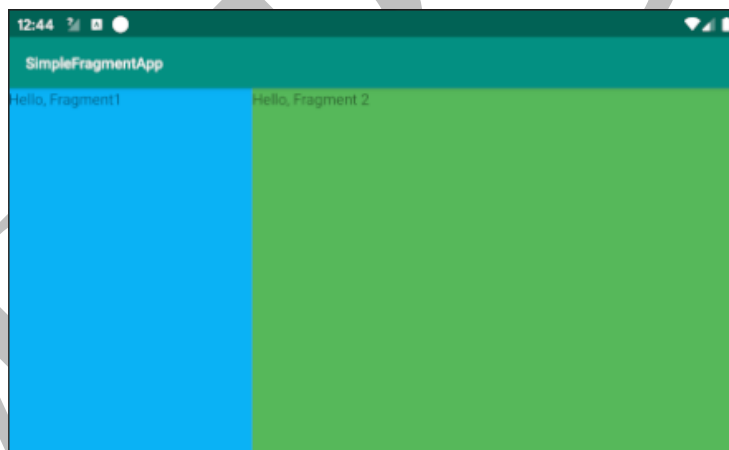 12:44 A
SimpleFragmentApp
Hello, Fragment1
Hello, Fragment 2